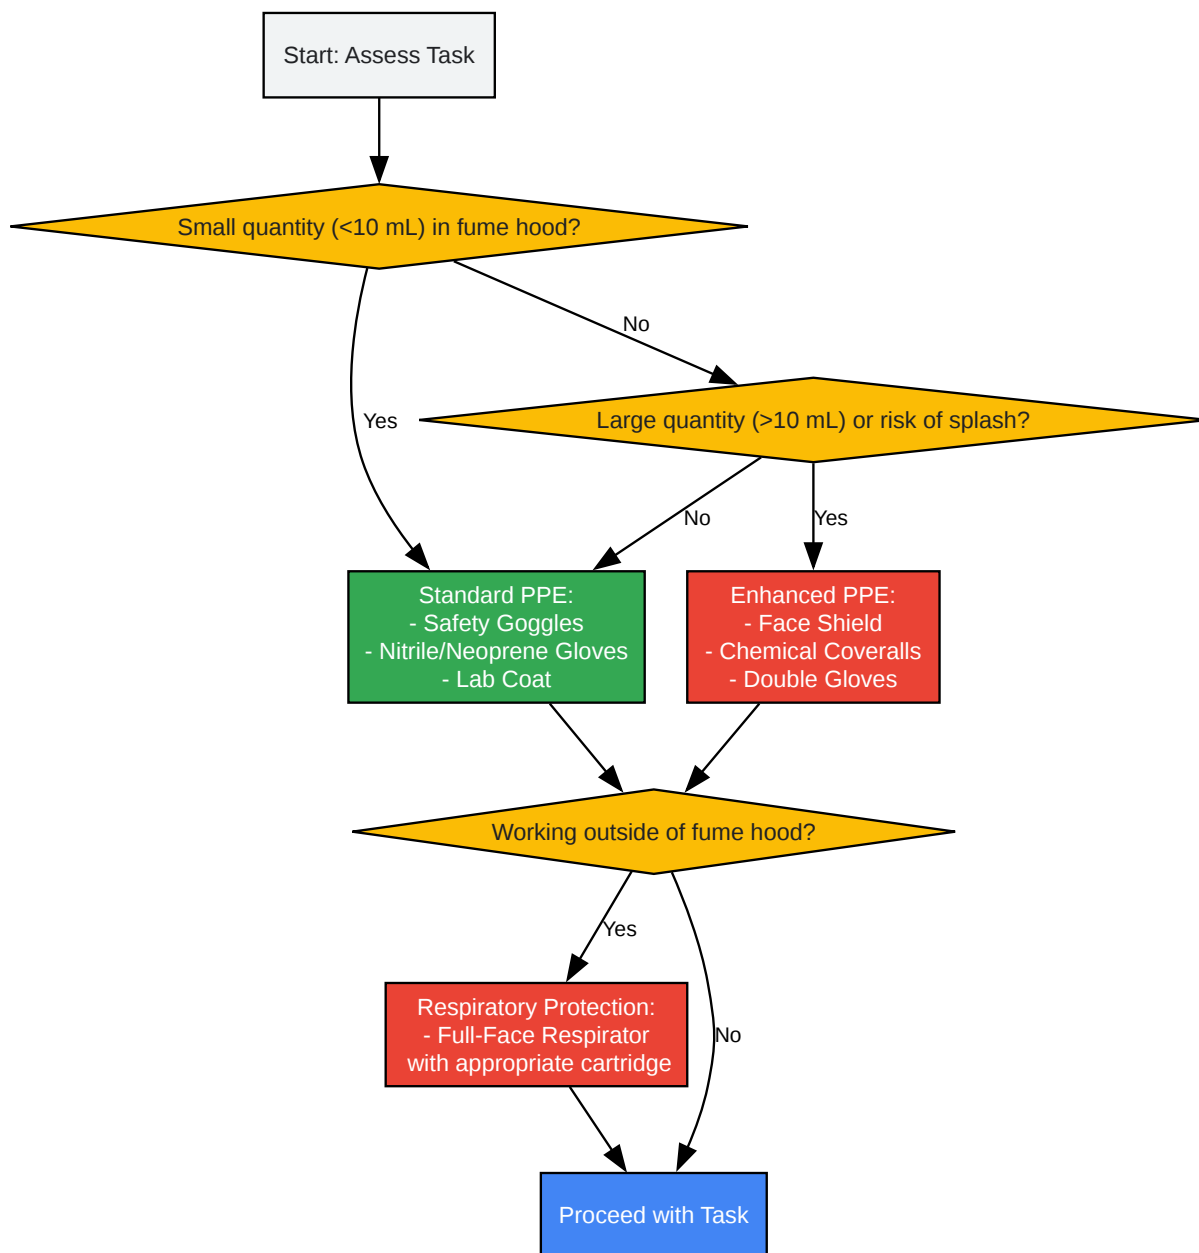 Start: Assess Task
Small quantity (<10 mL) in fume hood?
No
Yes
Large quantity (>10 mL) or risk of splash?
No
Yes
Standard PPE:
- Safety Goggles
- Nitrile/Neoprene Gloves
- Lab Coat
Enhanced PPE:
- Face Shield
- Chemical Coveralls
- Double Gloves
Working outside of fume hood?
Yes
No
Respiratory Protection:
- Full-Face Respirator
with appropriate cartridge
Proceed with Task